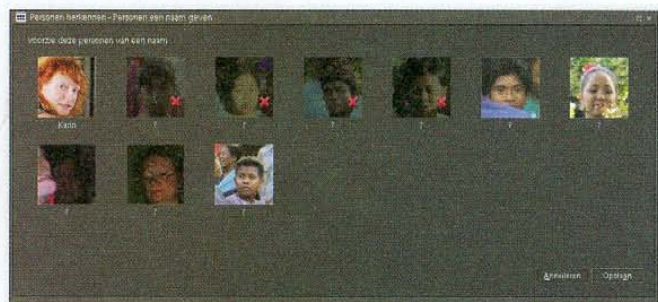 Personen herkennen - Personen een naam geven
Voorzie deze personen van een naam
Karin ? ? ? ? ? ?
? ? ?
Annuleren Opslaan